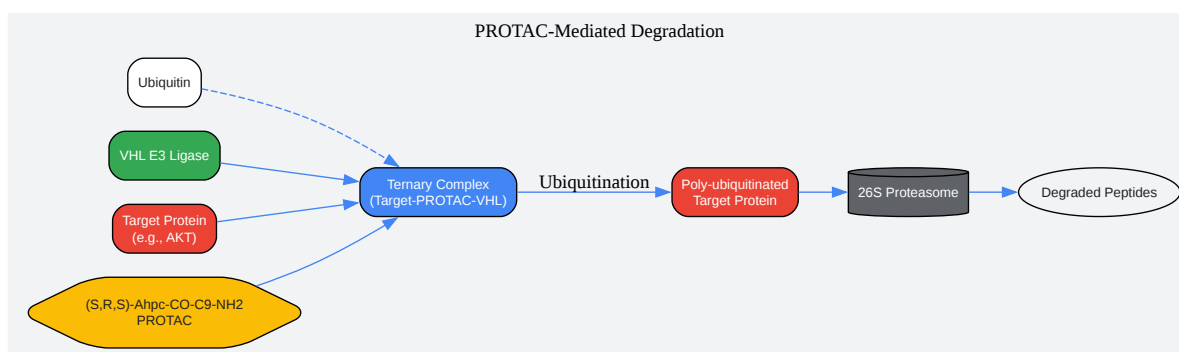 PROTAC-Mediated Degradation
Ubiquitin
VHL E3 Ligase
Target Protein
(e.g., AKT)
(S,R,S)-Ahpc-CO-C9-NH2
PROTAC
Ternary Complex
(Target-PROTAC-VHL)
Ubiquitination
Poly-ubiquitinated
Target Protein
26S Proteasome
Degraded Peptides